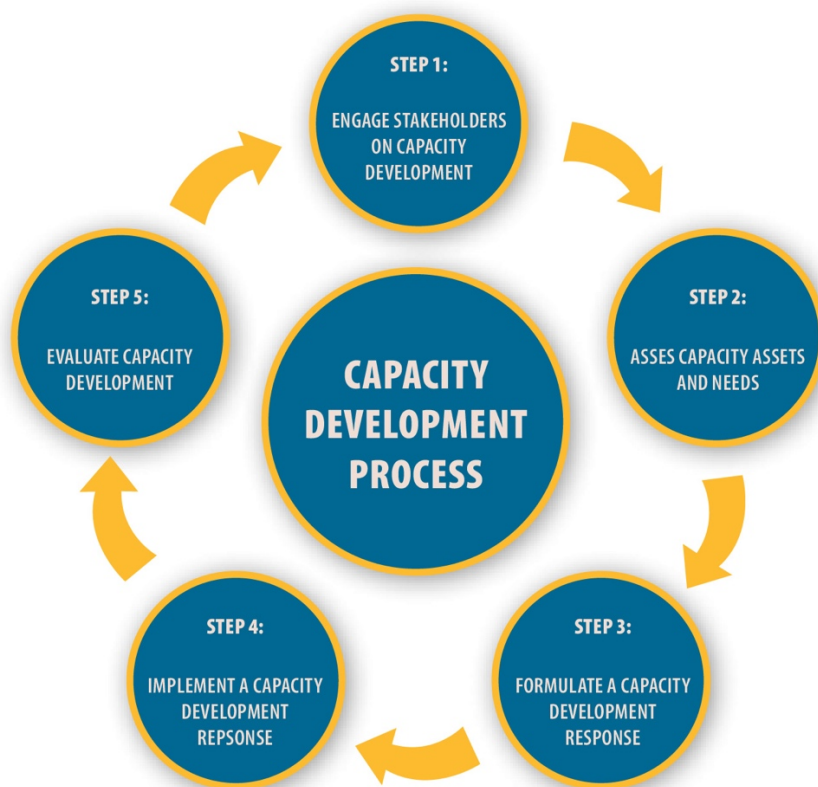 STEP 1:
ENGAGE STAKEHOLDERS
ON CAPACITY
DEVELOPMENT
STEP 2:
ASSES CAPACITY ASSETS
AND NEEDS
STEP 3:
FORMULATE A CAPACITY
DEVELOPMENT
RESPONSE
STEP 4:
IMPLEMENT A CAPACITY
DEVELOPMENT
REPSONSE
STEP 5:
EVALUATE CAPACITY
DEVELOPMENT
CAPACITY
DEVELOPMENT
PROCESS